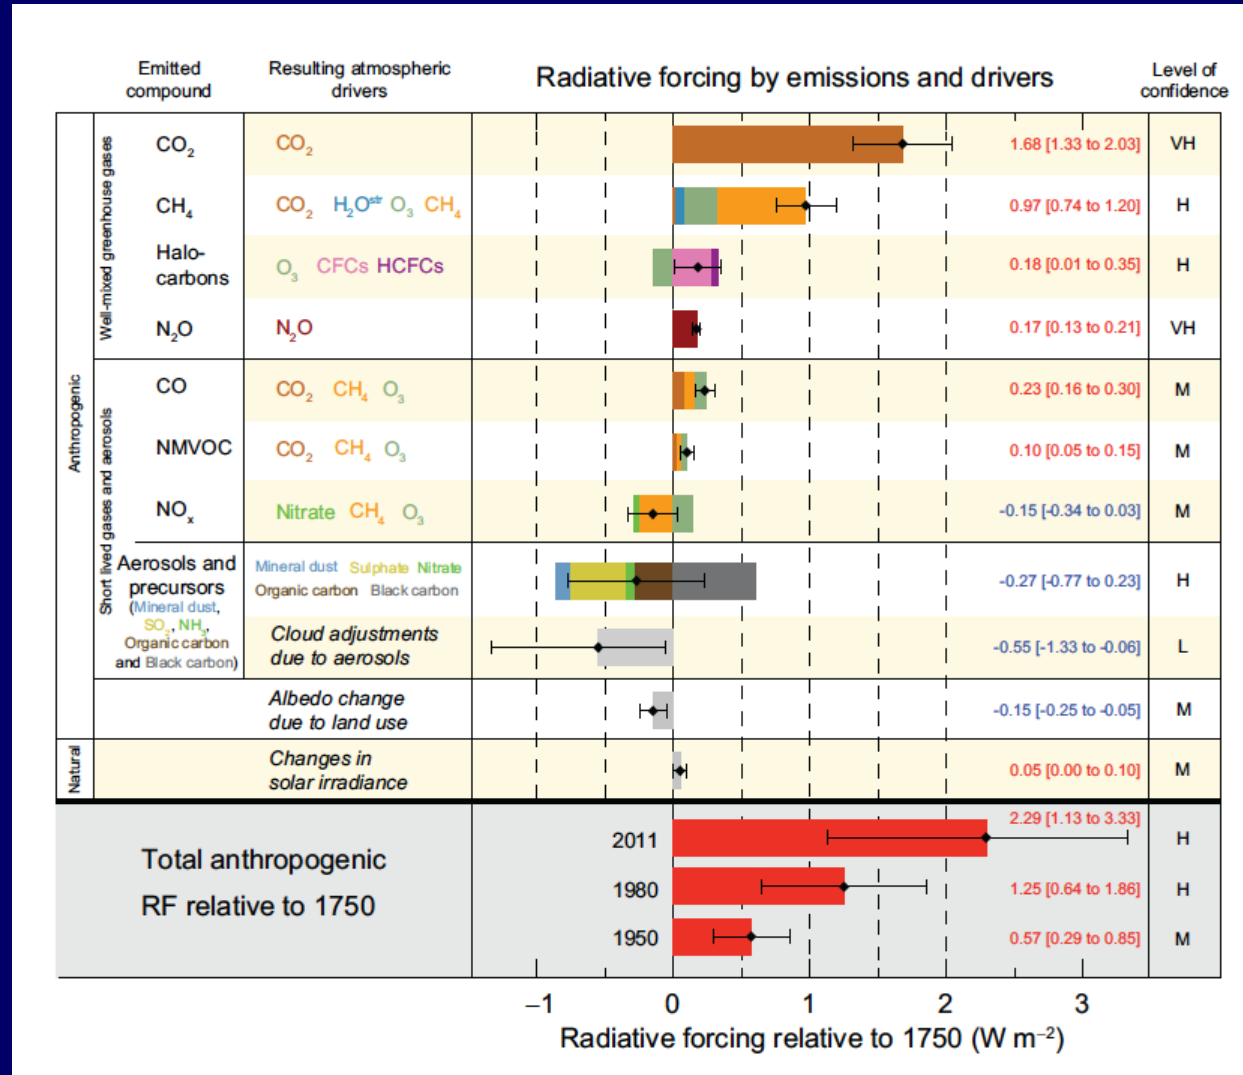 Emitted compound
Resulting atmospheric drivers
Radiative forcing by emissions and drivers
Level of confidence
Anthropogenic
Well-mixed greenhouse gases
CO₂
CO₂
1.68 [1.33 to 2.03]
VH
CH₄
CO₂ H₂Oˢᵗʳ O₃ CH₄
0.97 [0.74 to 1.20]
H
Halo-
carbons
O₃ CFCs HCFCs
0.18 [0.01 to 0.35]
H
N₂O
N₂O
0.17 [0.13 to 0.21]
VH
Short lived gases and aerosols
CO
CO₂ CH₄ O₃
0.23 [0.16 to 0.30]
M
NMVOC
CO₂ CH₄ O₃
0.10 [0.05 to 0.15]
M
NOₓ
Nitrate CH₄ O₃
-0.15 [-0.34 to 0.03]
M
Aerosols and
precursors
(Mineral dust,
SO₂, NH₃,
Organic carbon
and Black carbon)
Mineral dust Sulphate Nitrate
Organic carbon Black carbon
-0.27 [-0.77 to 0.23]
H
Cloud adjustments
due to aerosols
-0.55 [-1.33 to -0.06]
L
Albedo change
due to land use
-0.15 [-0.25 to -0.05]
M
Natural
Changes in
solar irradiance
0.05 [0.00 to 0.10]
M
Total anthropogenic
RF relative to 1750
2011
2.29 [1.13 to 3.33]
H
1980
1.25 [0.64 to 1.86]
H
1950
0.57 [0.29 to 0.85]
M
−1 0 1 2 3
Radiative forcing relative to 1750 (W m⁻²)